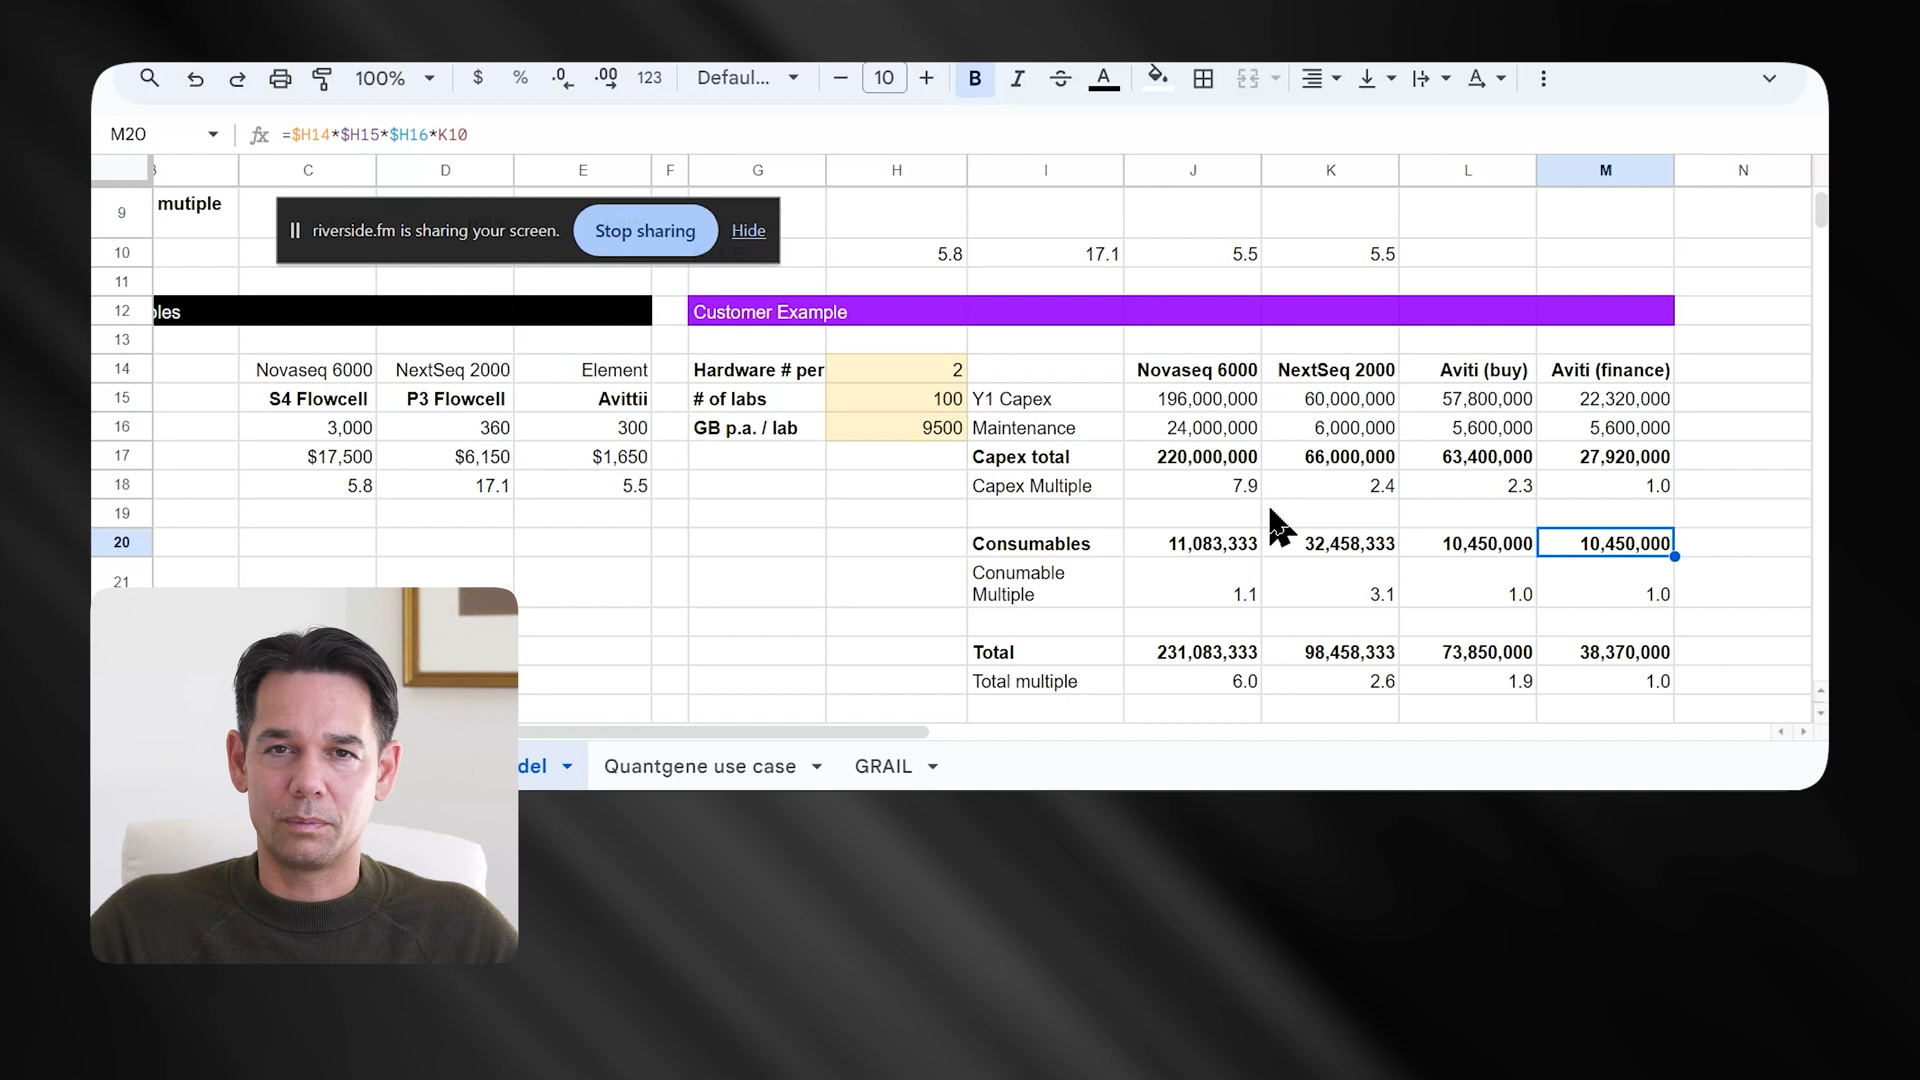 100% $ % .0 .00 123 Defaul... 10 B I A
M20 =$H14*$H15*$H16*K10
C D E F G H I J K L M N
9 mutiple
riverside.fm is sharing your screen. Stop sharing Hide
10 5.8 17.1 5.5 5.5
11
12 Customer Example
13
14 Novaseq 6000 NextSeq 2000 Element Hardware # per 2 Novaseq 6000 NextSeq 2000 Aviti (buy) Aviti (finance)
15 S4 Flowcell P3 Flowcell Avittii # of labs 100 Y1 Capex 196,000,000 60,000,000 57,800,000 22,320,000
16 3,000 360 300 GB p.a. / lab 9500 Maintenance 24,000,000 6,000,000 5,600,000 5,600,000
17 $17,500 $6,150 $1,650 Capex total 220,000,000 66,000,000 63,400,000 27,920,000
18 5.8 17.1 5.5 Capex Multiple 7.9 2.4 2.3 1.0
19
20 Consumables 11,083,333 32,458,333 10,450,000 10,450,000
21 Conumable
Multiple 1.1 3.1 1.0 1.0
Total 231,083,333 98,458,333 73,850,000 38,370,000
Total multiple 6.0 2.6 1.9 1.0
del Quantgene use case GRAIL